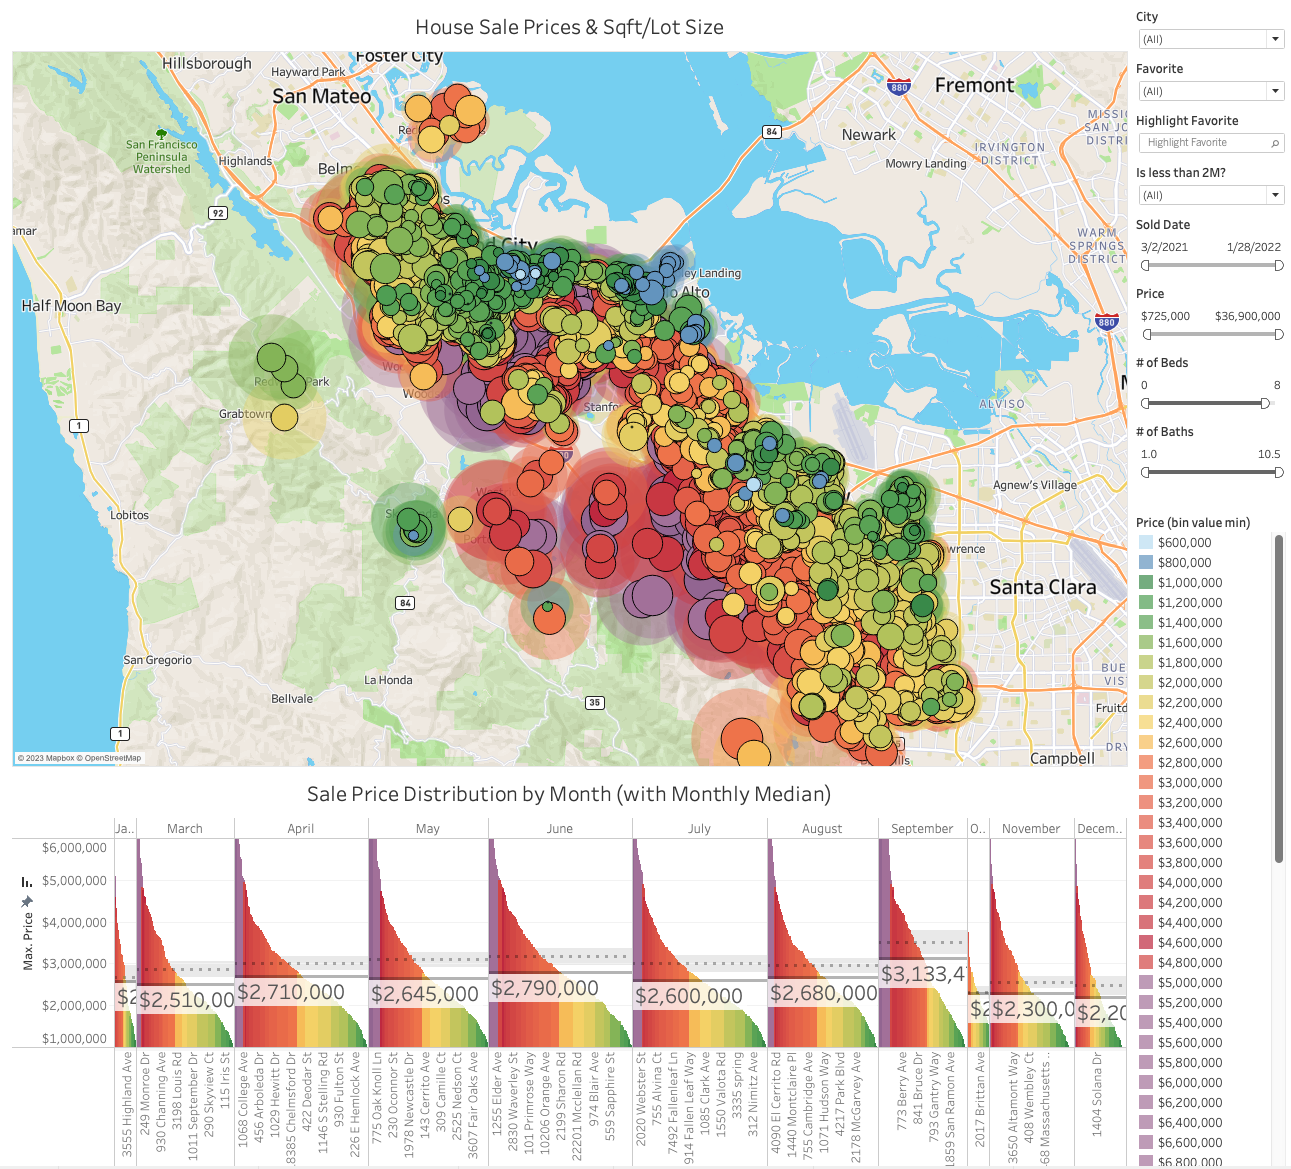 House Sale Prices & Sqft/Lot Size
Hillsborough
Foster City
Hayward Park
San Mateo
San Francisco
Peninsula
Watershed
Highlands
Belm
92
Half Moon Bay
amar
1
Grabtown
Lobitos
San Gregorio
1
La Honda
Bellvale
84
35
84
880
Fremont
Newark
Mowry Landing
IRVINGTON
DISTRICT
WARM
SPRINGS
DISTRICT
ey Landing
o Alto
880
ALVISO
Stanfo
Agnew's Village
wrence
Santa Clara
Campbell
Fruitd
© 2023 Mapbox © OpenStreetMap
City
(All)
Favorite
(All)
Highlight Favorite
Highlight Favorite
Is less than 2M?
(All)
Sold Date
3/2/2021 1/28/2022
Price
$725,000 $36,900,000
# of Beds
0 8
# of Baths
1.0 10.5
Price (bin value min)
$600,000
$800,000
$1,000,000
$1,200,000
$1,400,000
$1,600,000
$1,800,000
$2,000,000
$2,200,000
$2,400,000
$2,600,000
$2,800,000
$3,000,000
$3,200,000
$3,400,000
$3,600,000
$3,800,000
$4,000,000
$4,200,000
$4,400,000
$4,600,000
$4,800,000
$5,000,000
$5,200,000
$5,400,000
$5,600,000
$5,800,000
$6,000,000
$6,200,000
$6,400,000
$6,600,000
$6,800,000
Sale Price Distribution by Month (with Monthly Median)
Ja.. March April May June July August September O.. November Decem..
Max. Price
$6,000,000
$5,000,000
$4,000,000
$3,000,000
$2,000,000
$1,000,000
$2 $2,510,00 $2,710,000 $2,645,000 $2,790,000 $2,600,000 $2,680,000 $3,133,4 $2 $2,300,0 $2,20
3555 Highland Ave
249 Monroe Dr
930 Channing Ave
3198 Louis Rd
1011 September Dr
290 Skyview Ct
115 Iris St
1068 College Ave
456 Arboleda Dr
1029 Hewitt Dr
18385 Chelmsford Dr
422 Deodar St
1146 S Stelling Rd
930 Fulton St
226 E Hemlock Ave
775 Oak Knoll Ln
230 Oconnor St
1978 Newcastle Dr
143 Cerrito Ave
309 Camille Ct
2525 Nedson Ct
3607 Fair Oaks Ave
1255 Elder Ave
2830 Waverley St
101 Primrose Way
10206 Orange Ave
2199 Sharon Rd
22201 Mcclellan Rd
974 Blair Ave
559 Sapphire St
2020 Webster St
755 Alvina Ct
7492 Fallenleaf Ln
914 Fallen Leaf Way
1085 Clark Ave
1550 Valota Rd
3335 spring
312 Nimitz Ave
4090 El Cerrito Rd
1440 Montclaire Pl
755 Cambridge Ave
1071 Hudson Way
4217 Park Blvd
2178 McGarvey Ave
773 Berry Ave
841 Bruce Dr
793 Gantry Way
1859 San Ramon Ave
2017 Brittan Ave
3650 Altamont Way
408 Wembley Ct
68 Massachusetts ..
1404 Solana Dr